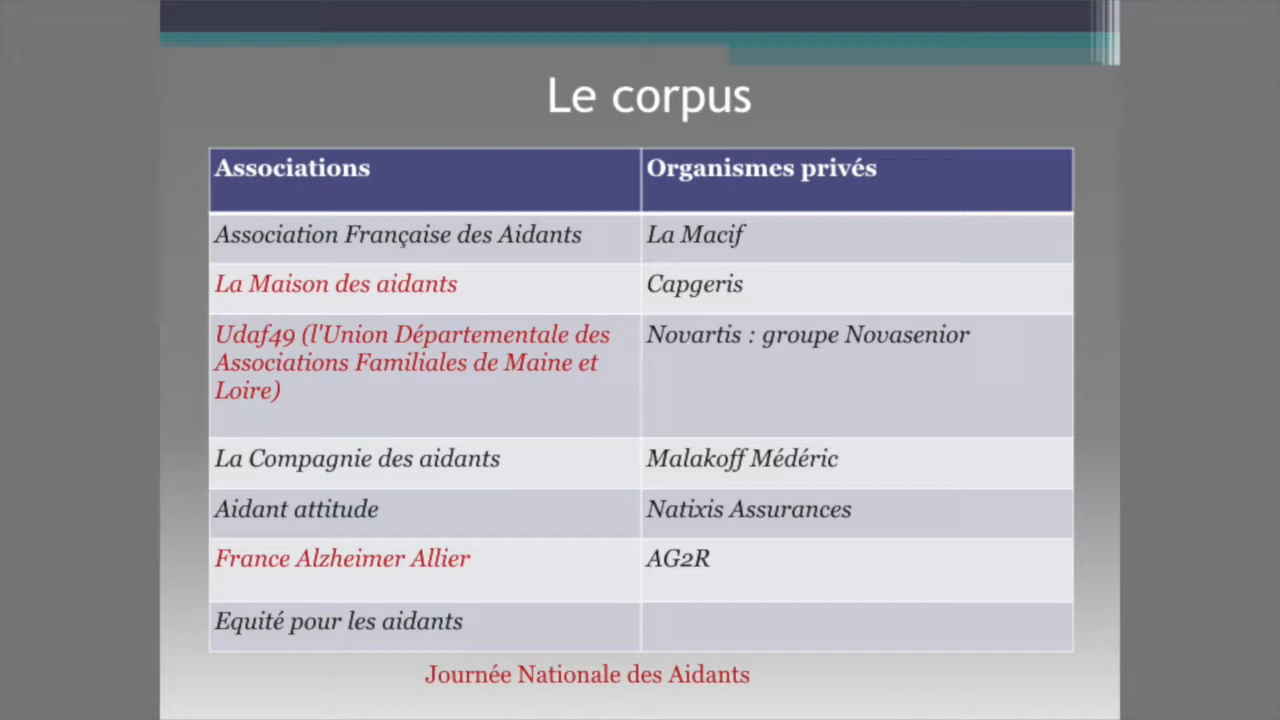 Le corpus
Associations
Organismes privés
Association Française des Aidants
La Macif
La Maison des aidants
Capgeris
Udaf49 (l'Union Départementale des
Associations Familiales de Maine et
Loire)
Novartis : groupe Novasenior
La Compagnie des aidants
Malakoff Médéric
Aidant attitude
Natixis Assurances
France Alzheimer Allier
AG2R
Equité pour les aidants
Journée Nationale des Aidants